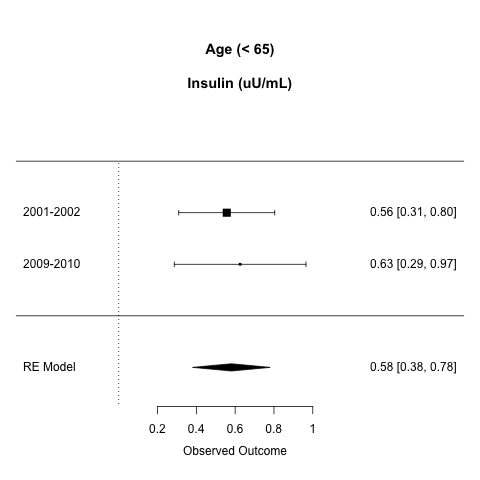 Age (< 65)
Insulin (uU/mL)
2001-2002 0.56 [0.31, 0.80]
2009-2010 0.63 [0.29, 0.97]
RE Model 0.58 [0.38, 0.78]
0.2 0.4 0.6 0.8 1
Observed Outcome